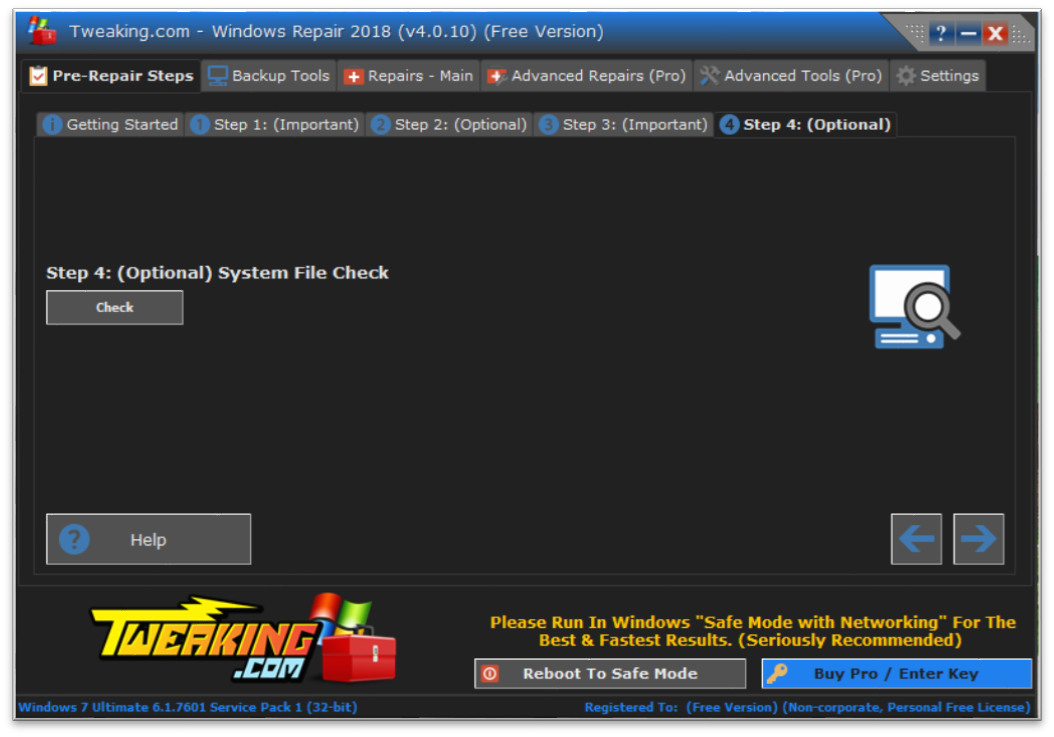 Tweaking.com - Windows Repair 2018 (v4.0.10) (Free Version)
?
Pre-Repair Steps Backup Tools Repairs - Main Advanced Repairs (Pro) Advanced Tools (Pro) Settings
i Getting Started 1 Step 1: (Important) 2 Step 2: (Optional) 3 Step 3: (Important) 4 Step 4: (Optional)
Step 4: (Optional) System File Check
Check
? Help
TWEAKING
.COM
Please Run In Windows "Safe Mode with Networking" For The
Best & Fastest Results. (Seriously Recommended)
Reboot To Safe Mode Buy Pro / Enter Key
Windows 7 Ultimate 6.1.7601 Service Pack 1 (32-bit) Registered To: (Free Version) (Non-corporate, Personal Free License)